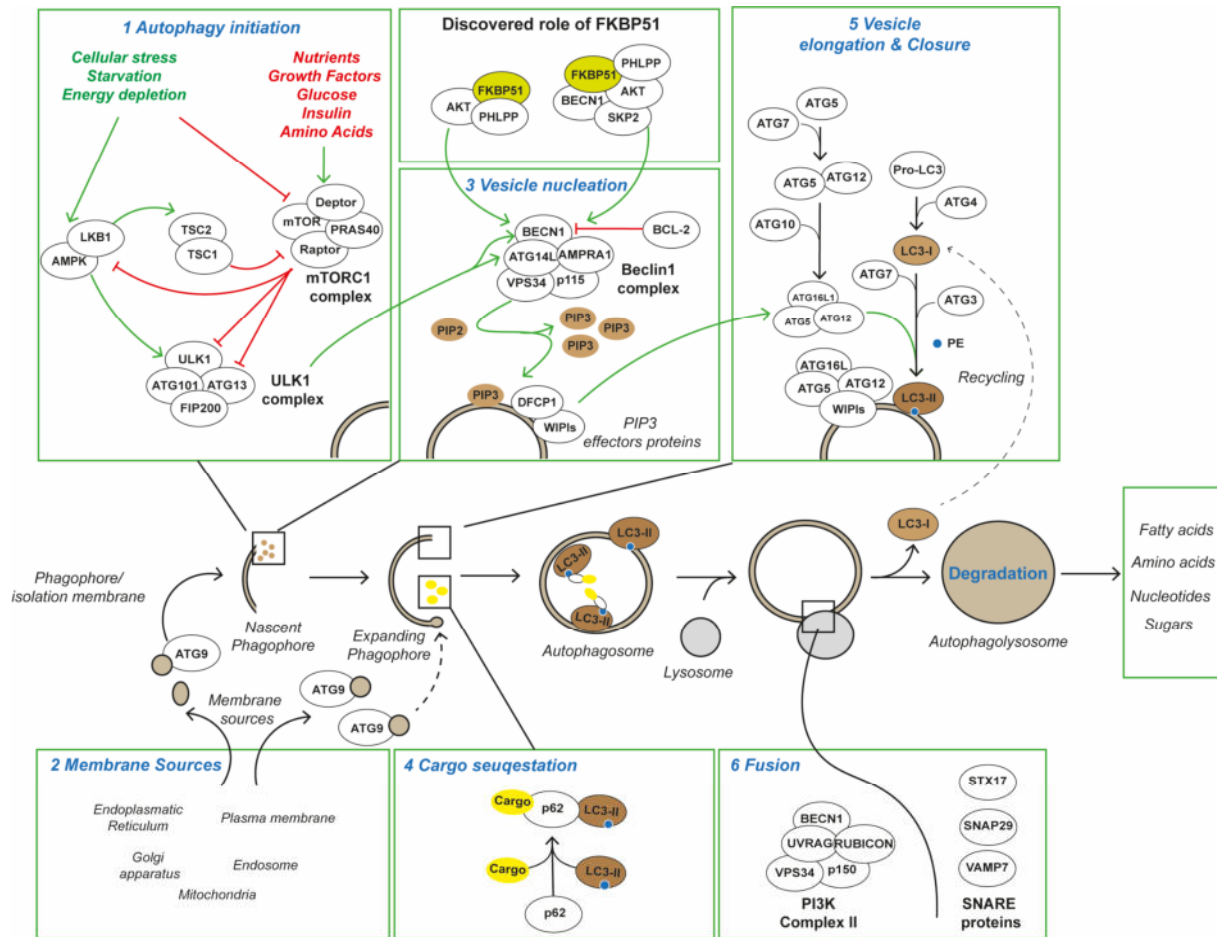 1 Autophagy initiation
Cellular stress
Starvation
Energy depletion
Nutrients
Growth Factors
Glucose
Insulin
Amino Acids
LKB1
AMPK
TSC2
TSC1
Deptor
mTOR
PRAS40
Raptor
mTORC1
complex
ULK1
ATG101
ATG13
FIP200
ULK1
complex
Discovered role of FKBP51
FKBP51
AKT
PHLPP
PHLPP
FKBP51
AKT
BECN1
SKP2
3 Vesicle nucleation
BECN1
BCL-2
ATG14L
AMPRA1
VPS34
p115
Beclin1
complex
PIP2
PIP3
PIP3
PIP3
PIP3
DFCP1
WIPIs
PIP3
effectors proteins
5 Vesicle
elongation & Closure
ATG5
ATG7
ATG5
ATG12
ATG10
ATG16L1
ATG5
ATG12
Pro-LC3
ATG4
LC3-I
ATG7
ATG3
PE
Recycling
ATG16L
ATG5
ATG12
WIPIs
LC3-II
Phagophore/
isolation membrane
Nascent
Phagophore
ATG9
Membrane
sources
Expanding
Phagophore
ATG9
ATG9
LC3-II
LC3-II
LC3-II
Autophagosome
Lysosome
LC3-I
Degradation
Autophagolysosome
Fatty acids
Amino acids
Nucleotides
Sugars
2 Membrane Sources
Endoplasmatic
Reticulum
Plasma membrane
Golgi
apparatus
Endosome
Mitochondria
4 Cargo seuqestation
Cargo
p62
LC3-II
Cargo
LC3-II
p62
6 Fusion
BECN1
UVRAG
RUBICON
VPS34
p150
PI3K
Complex II
STX17
SNAP29
VAMP7
SNARE
proteins